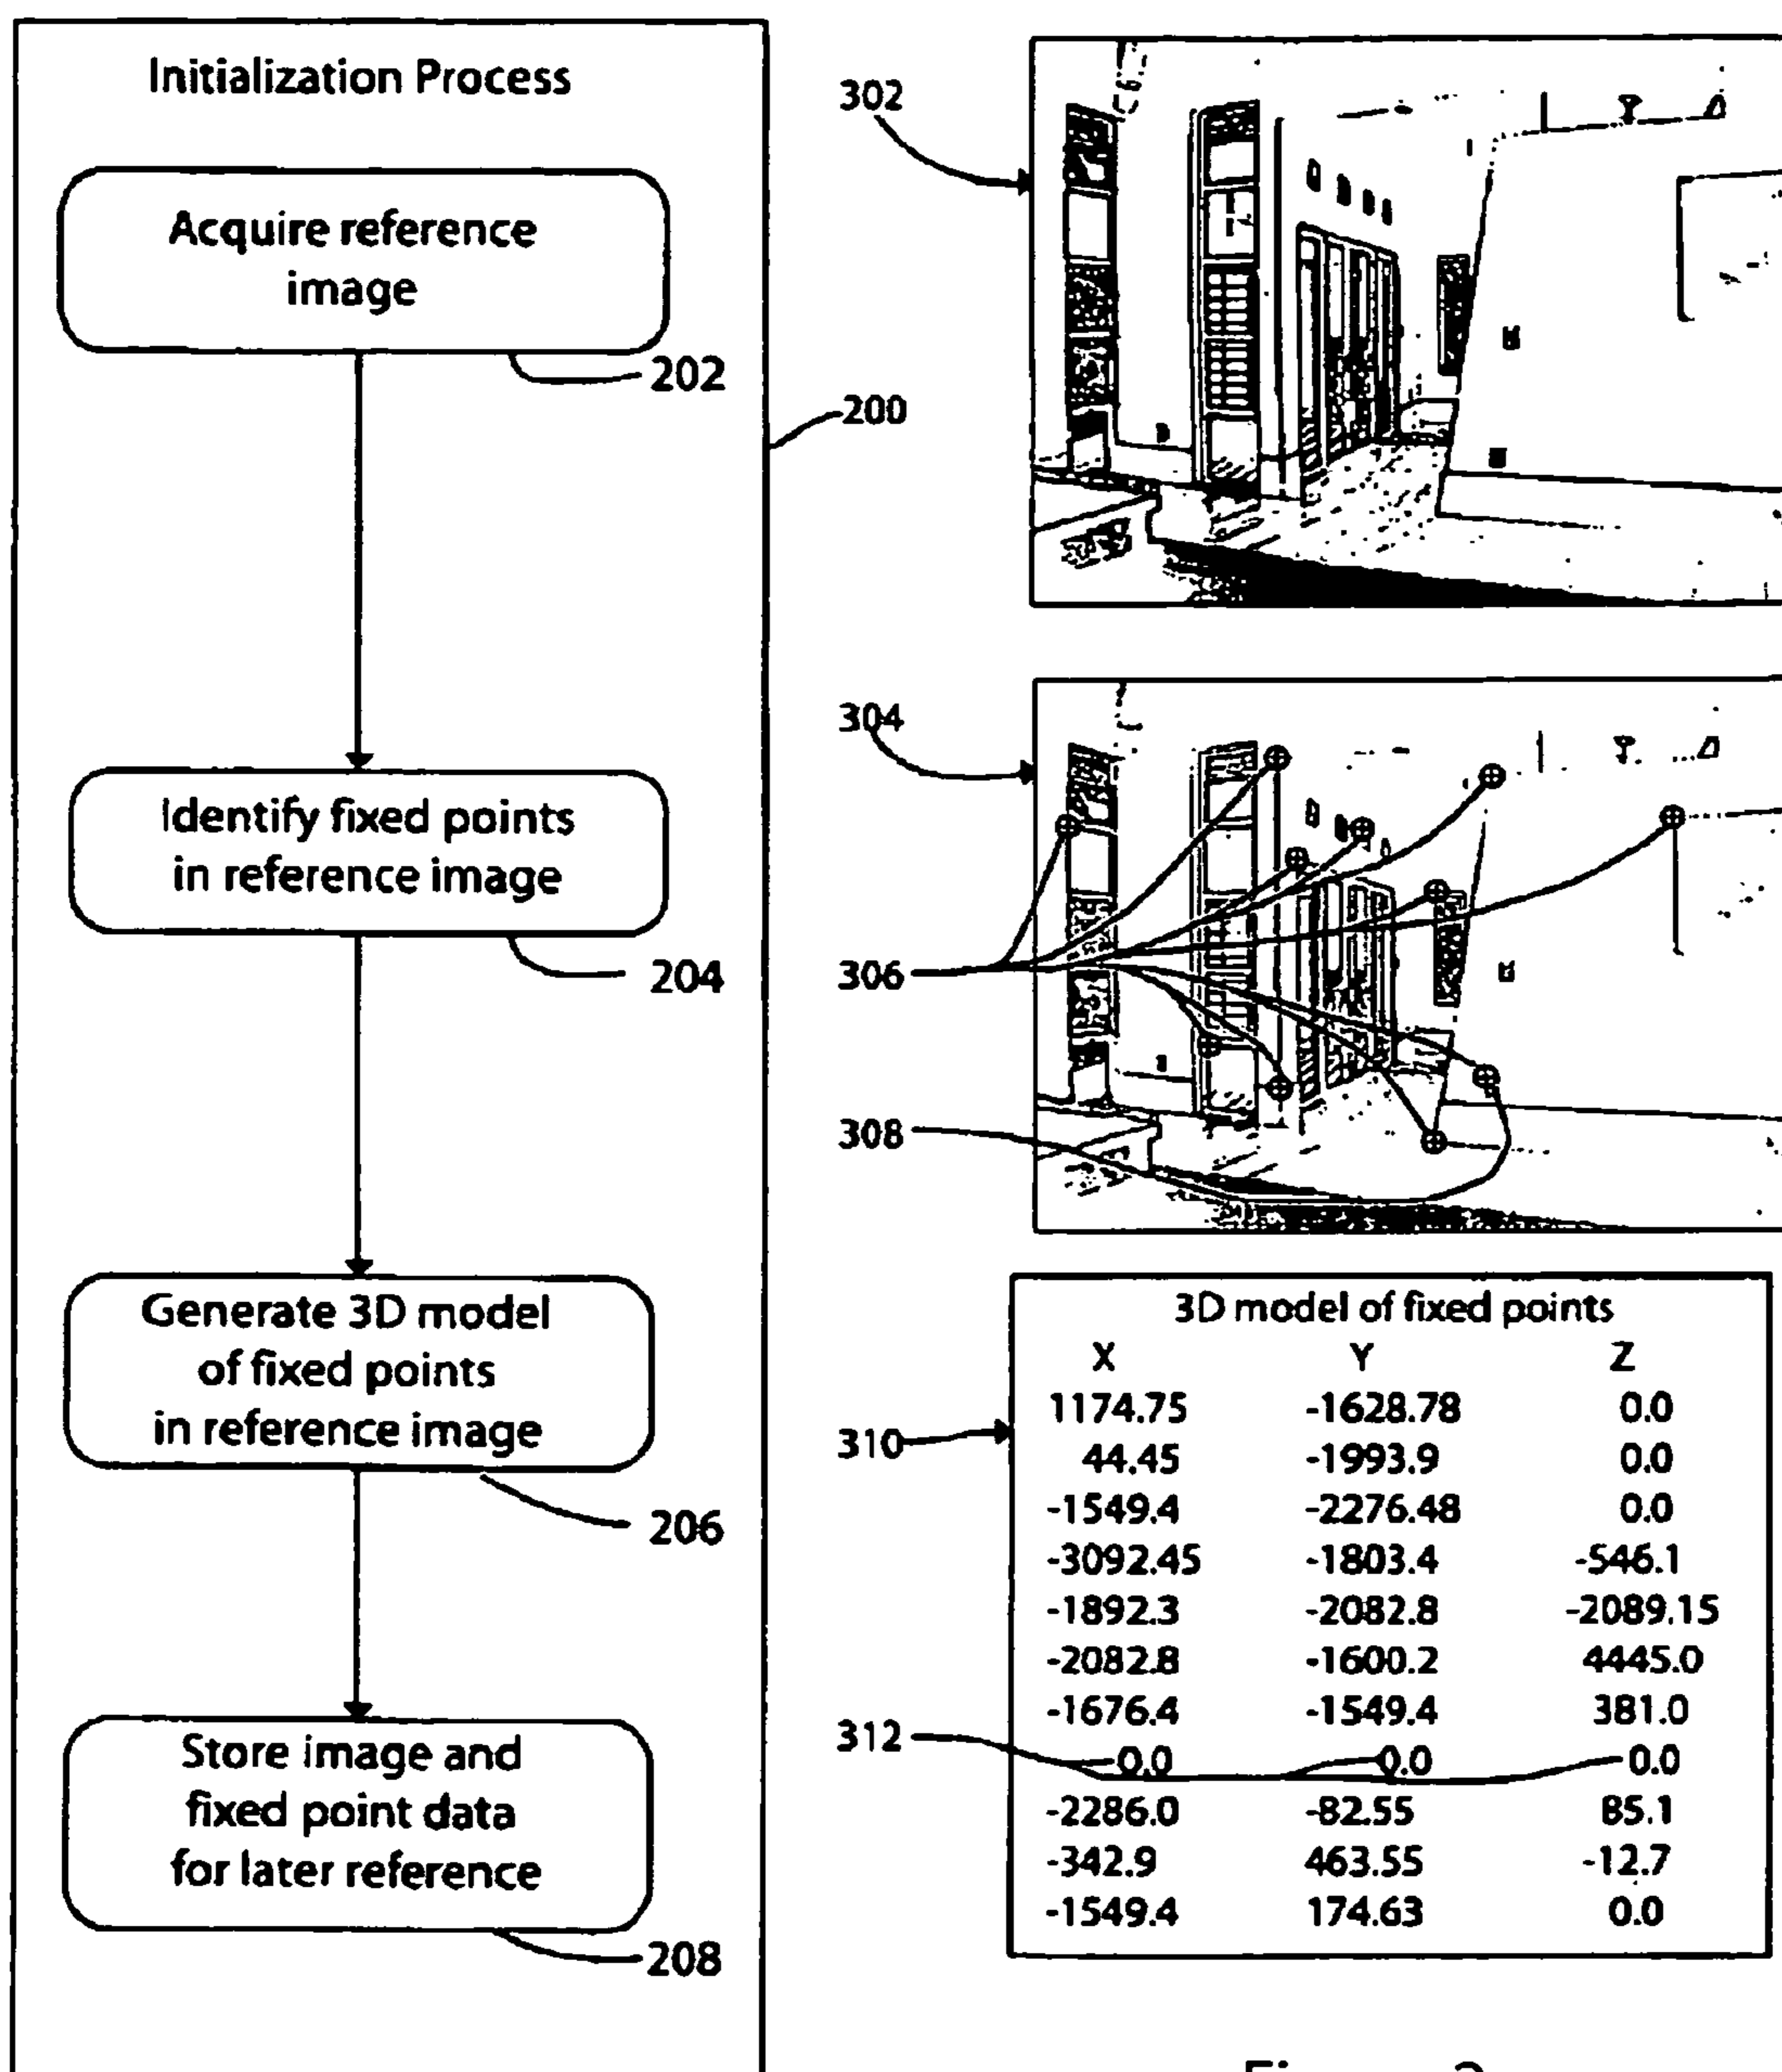 Initialization Process
Acquire reference
image
202
200
Identify fixed points
in reference image
204
Generate 3D model
of fixed points
in reference image
206
Store image and
fixed point data
for later reference
208
302
304
306
308
3D model of fixed points
X Y Z
1174.75 -1628.78 0.0
44.45 -1993.9 0.0
-1549.4 -2276.48 0.0
-3092.45 -1803.4 -546.1
-1892.3 -2082.8 -2089.15
-2082.8 -1600.2 4445.0
-1676.4 -1549.4 381.0
0.0 0.0 0.0
-2286.0 -82.55 85.1
-342.9 463.55 -12.7
-1549.4 174.63 0.0
310
312